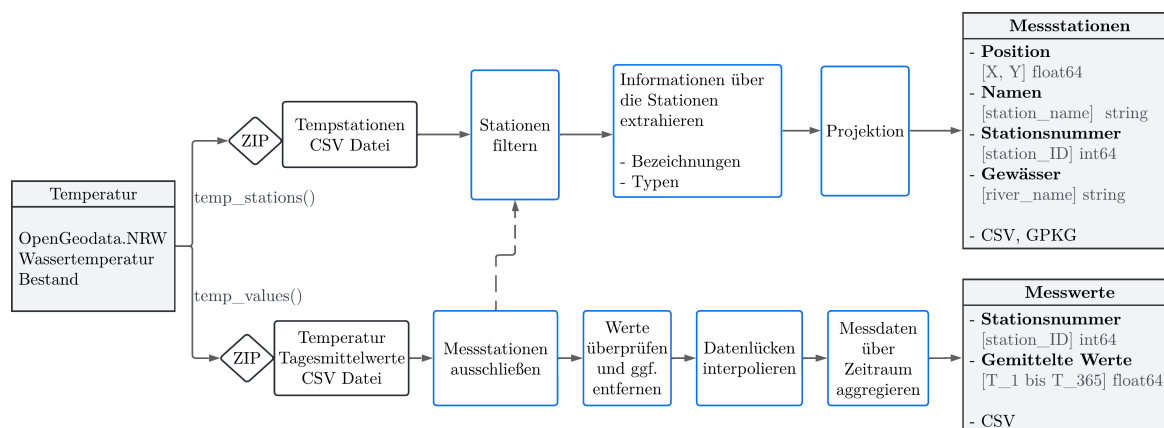 Temperatur
OpenGeodata.NRW
Wassertemperatur
Bestand
temp_stations()
temp_values()
ZIP
Tempstationen
CSV Datei
Stationen
filtern
Informationen über
die Stationen
extrahieren
- Bezeichnungen
- Typen
Projektion
Messstationen
- Position
[X, Y] float64
- Namen
[station_name] string
- Stationsnummer
[station_ID] int64
- Gewässer
[river_name] string
- CSV, GPKG
ZIP
Temperatur
Tagesmittelwerte
CSV Datei
Messstationen
ausschließen
Werte
überprüfen
und ggf.
entfernen
Datenlücken
interpolieren
Messdaten
über
Zeitraum
aggregieren
Messwerte
- Stationsnummer
[station_ID] int64
- Gemittelte Werte
[T_1 bis T_365] float64
- CSV